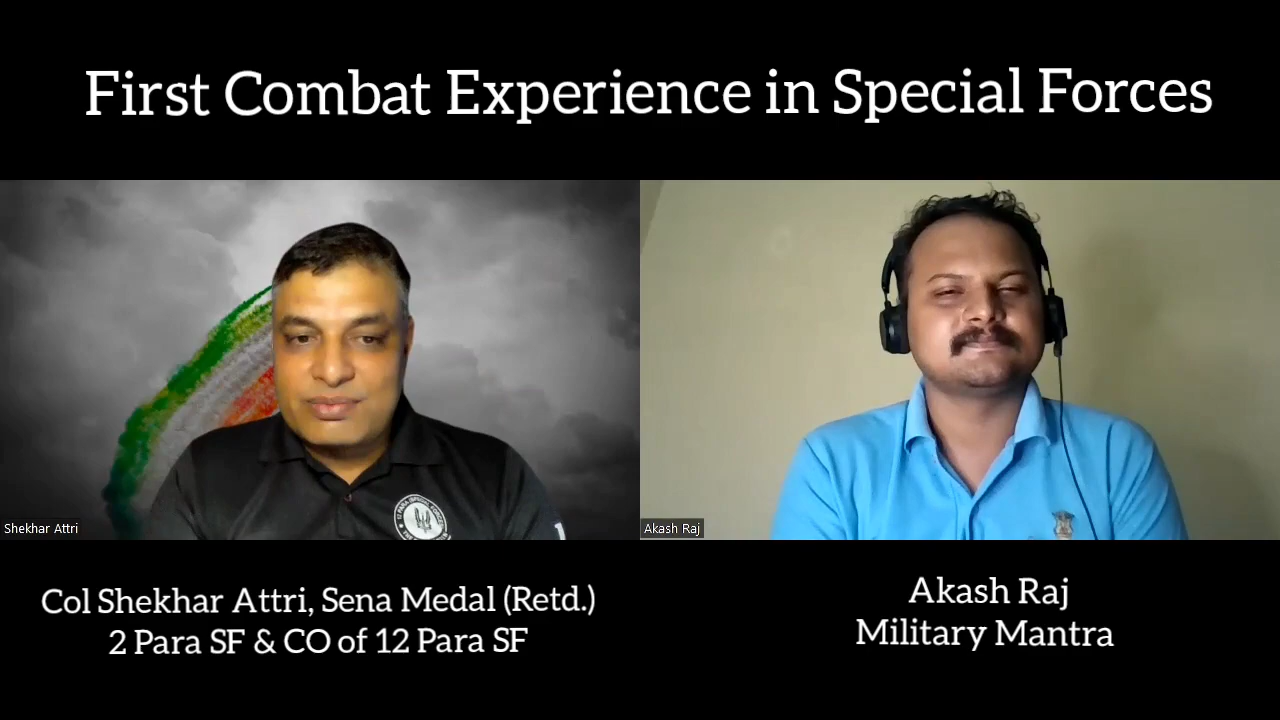 First Combat Experience in Special Forces
Shekhar Attri
Akash Raj
Col Shekhar Attri, Sena Medal (Retd.)
2 Para SF & CO of 12 Para SF
Akash Raj
Military Mantra